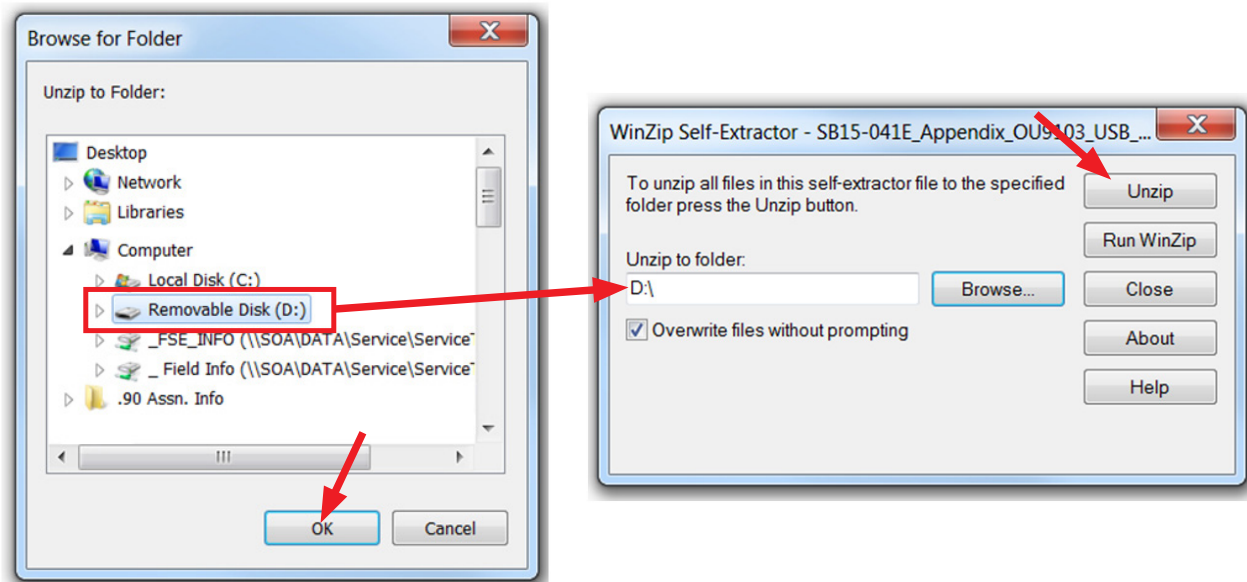 Browse for Folder
Unzip to Folder:
Desktop
Network
Libraries
Computer
Local Disk (C:)
Removable Disk (D:)
_FSE_INFO (\\SOA\DATA\Service\Service
_ Field Info (\\SOA\DATA\Service\Service
.90 Assn. Info
OK
Cancel
WinZip Self-Extractor - SB15-041E_Appendix_OU9103_USB_...
To unzip all files in this self-extractor file to the specified
folder press the Unzip button.
Unzip to folder:
D:\
Browse...
Overwrite files without prompting
Unzip
Run WinZip
Close
About
Help